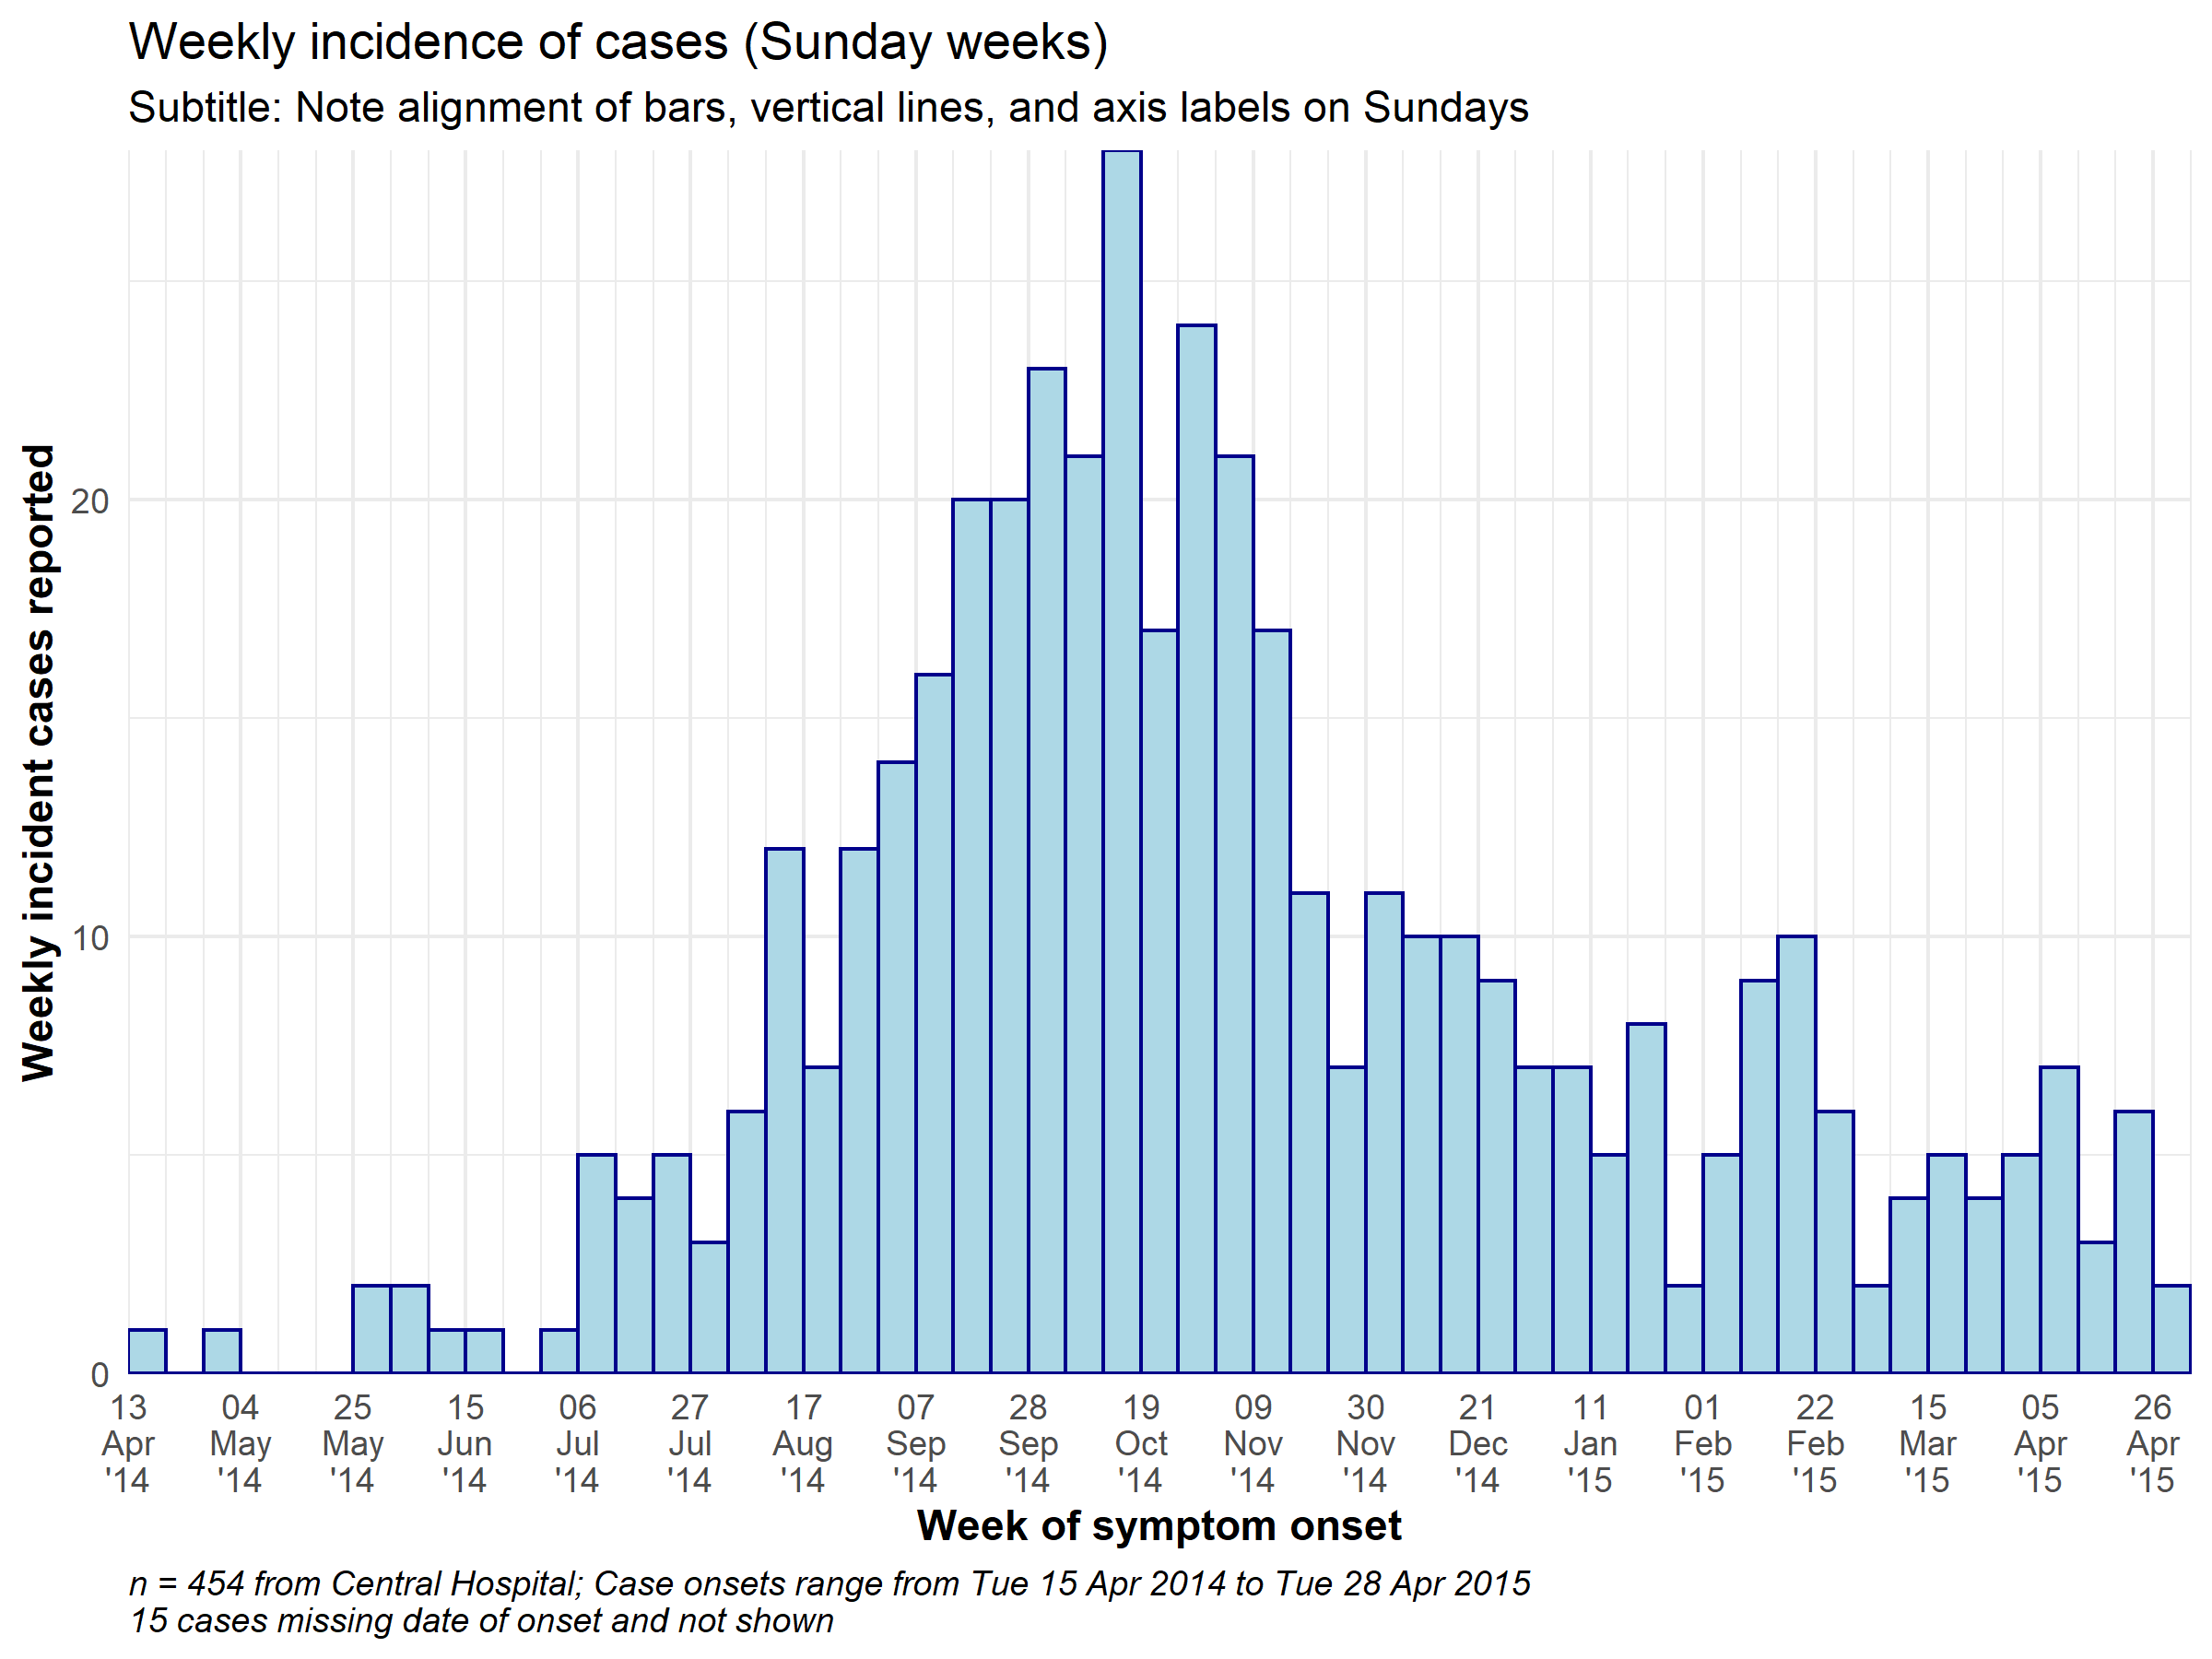 Weekly incidence of cases (Sunday weeks)
Subtitle: Note alignment of bars, vertical lines, and axis labels on Sundays
Weekly incident cases reported
20
10
0
13 Apr '14
04 May '14
25 May '14
15 Jun '14
06 Jul '14
27 Jul '14
17 Aug '14
07 Sep '14
28 Sep '14
19 Oct '14
09 Nov '14
30 Nov '14
21 Dec '14
11 Jan '15
01 Feb '15
22 Feb '15
15 Mar '15
05 Apr '15
26 Apr '15
Week of symptom onset
n = 454 from Central Hospital; Case onsets range from Tue 15 Apr 2014 to Tue 28 Apr 2015
15 cases missing date of onset and not shown